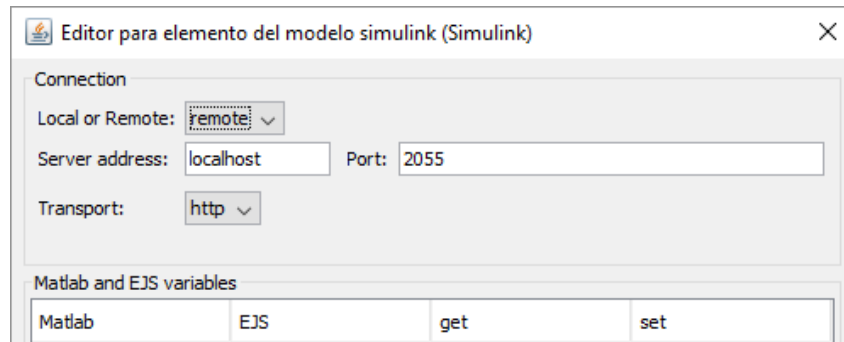 Editor para elemento del modelo simulink (Simulink)
Connection
Local or Remote: remote
Server address: localhost Port: 2055
Transport: http
Matlab and EJS variables
Matlab EJS get set